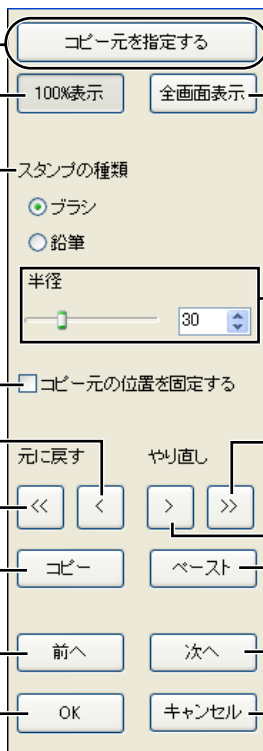 コピー元を指定する
100%表示 全画面表示
スタンプの種類
ブラシ
鉛筆
半径
30
コピー元の位置を固定する
元に戻す やり直し
<< < > >>
コピー ペースト
前へ 次へ
OK キャンセル